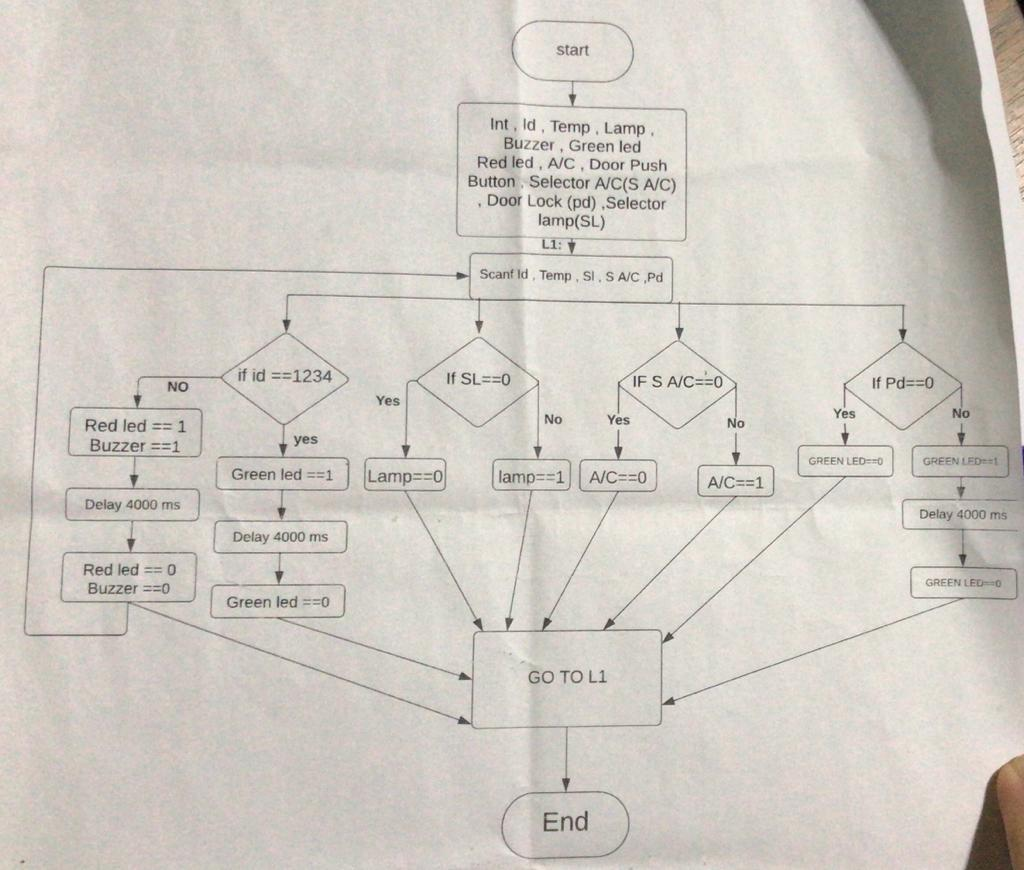 start
Int , Id , Temp , Lamp ,
Buzzer , Green led
Red led , A/C , Door Push
Button , Selector A/C(S A/C)
, Door Lock (pd) ,Selector
lamp(SL)
L1:
Scanf Id , Temp , Sl , S A/C ,Pd
if id ==1234
If SL==0
IF S A/C==0
If Pd==0
NO
yes
Yes
No
Yes
No
Yes
No
Red led == 1
Buzzer ==1
Green led ==1
Lamp==0
lamp==1
A/C==0
A/C==1
GREEN LED==0
GREEN LED==1
Delay 4000 ms
Delay 4000 ms
Delay 4000 ms
Red led == 0
Buzzer ==0
Green led ==0
GREEN LED==0
GO TO L1
End